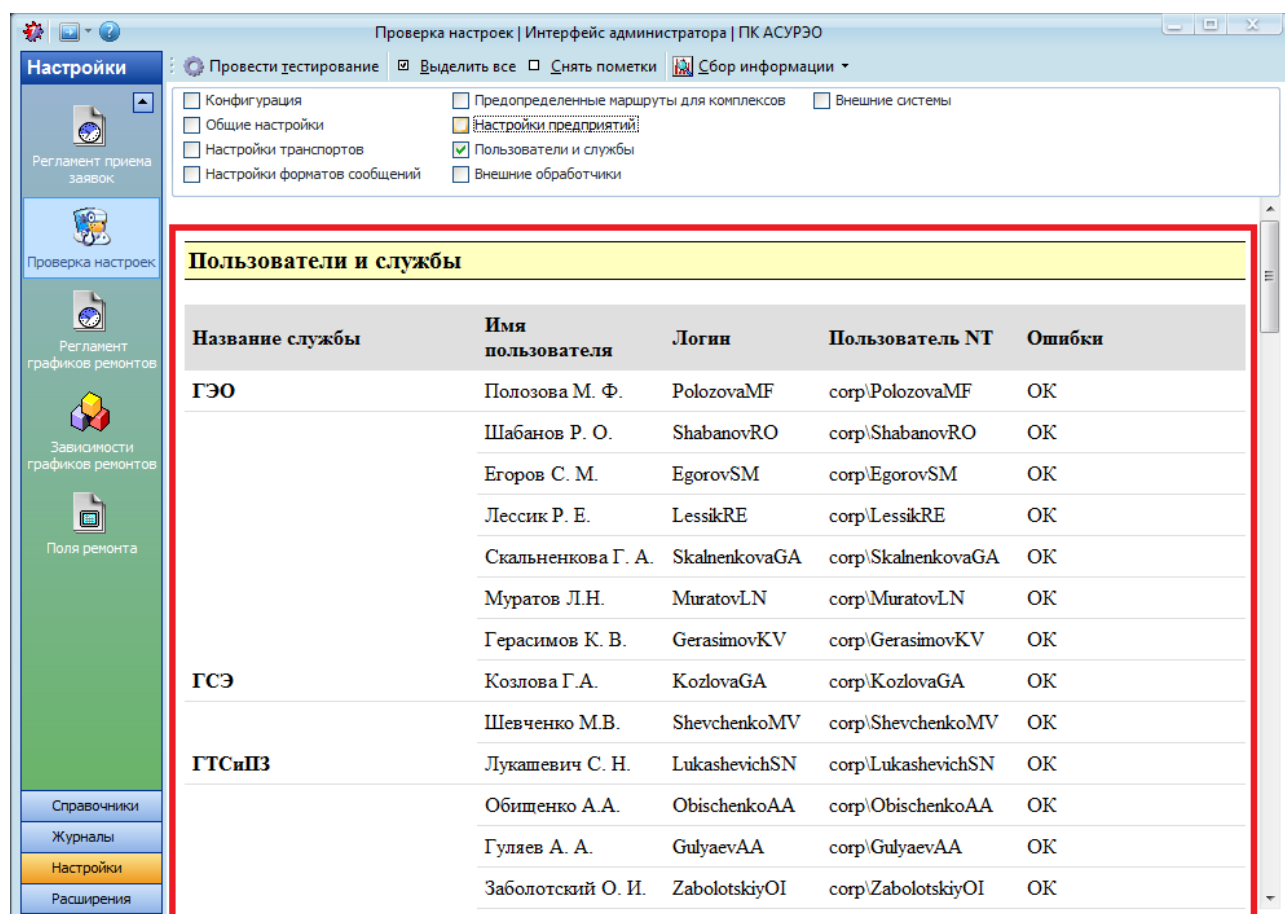 Проверка настроек | Интерфейс администратора | ПК АСУРЭО
Настройки
Провести тестирование Выделить все Снять пометки Сбор информации
Конфигурация Предопределенные маршруты для комплексов Внешние системы
Общие настройки Настройки предприятий
Настройки транспортов Пользователи и службы
Настройки форматов сообщений Внешние обработчики
Регламент приема
заявок
Проверка настроек
Регламент
графиков ремонтов
Зависимости
графиков ремонтов
Поля ремонта
Справочники
Журналы
Настройки
Расширения
Пользователи и службы
Название службы Имя пользователя Логин Пользователь NT Ошибки
ГЭО Полозова М. Ф. PolozovaMF corp\PolozovaMF OK
Шабанов Р. О. ShabanovRO corp\ShabanovRO OK
Егоров С. М. EgorovSM corp\EgorovSM OK
Лессик Р. Е. LessikRE corp\LessikRE OK
Скальненкова Г. А. SkalnenkovaGA corp\SkalnenkovaGA OK
Муратов Л.Н. MuratovLN corp\MuratovLN OK
Герасимов К. В. GerasimovKV corp\GerasimovKV OK
ГСЭ Козлова Г.А. KozlovaGA corp\KozlovaGA OK
Шевченко М.В. ShevchenkoMV corp\ShevchenkoMV OK
ГТСиПЗ Лукашевич С. Н. LukashevichSN corp\LukashevichSN OK
Обищенко А.А. ObischenkoAA corp\ObischenkoAA OK
Гуляев А. А. GulyaevAA corp\GulyaevAA OK
Заболотский О. И. ZabolotskiyOI corp\ZabolotskiyOI OK